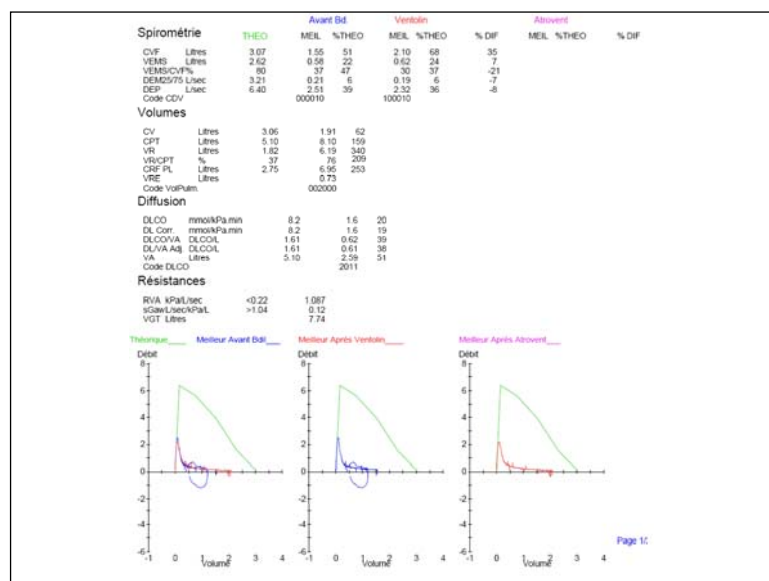 Avant Bd. Ventolin Atrovent
Spirométrie THEO MEIL %THEO MEIL %THEO % DIF MEIL %THEO % DIF
CVF Litres 3.07 1.55 51 2.10 68 35
VEMS Litres 2.62 0.58 22 0.62 24 7
VEMS/CVF% 80 37 47 30 37 -21
DEM25/75 L/sec 3.21 0.21 6 0.19 6 -7
DEP L/sec 6.40 2.51 39 2.32 36 -8
Code CDV 000010 100010
Volumes
CV Litres 3.06 1.91 62
CPT Litres 5.10 8.10 159
VR Litres 1.82 6.19 340
VR/CPT % 37 76 209
CRF PL Litres 2.75 6.95 253
VRE Litres 0.73
Code VolPulm. 002000
Diffusion
DLCO mmol/kPa.min 8.2 1.6 20
DL Corr. mmol/kPa.min 8.2 1.6 19
DLCO/VA DLCO/L 1.61 0.62 39
DL/VA Adj. DLCO/L 1.61 0.61 38
VA Litres 5.10 2.59 51
Code DLCO 2011
Résistances
RVA kPa/L/sec <0.22 1.087
sGawL/sec/kPa/L >1.04 0.12
VGT Litres 7.74
Théorique____ Meilleur Avant Bdil___ Meilleur Après Ventolin____ Meilleur Après Atrovent____
Débit Débit Débit
8 8 8
6 6 6
4 4 4
2 2 2
0 0 0
-2 -2 -2
-4 -4 -4
-6 -6 -6
Page 1/
-1 0 1 2 3 4 -1 0 1 2 3 4 -1 0 1 2 3 4
Volume Volume Volume